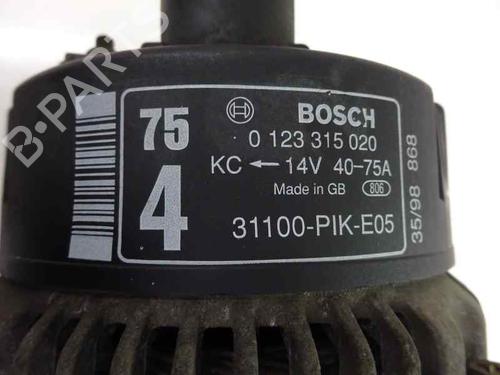 B-PARTS
BOSCH
75
0 123 315 020
KC ← 14V 40-75A
Made in GB 806
4
31100-PIK-E05
35/98 868